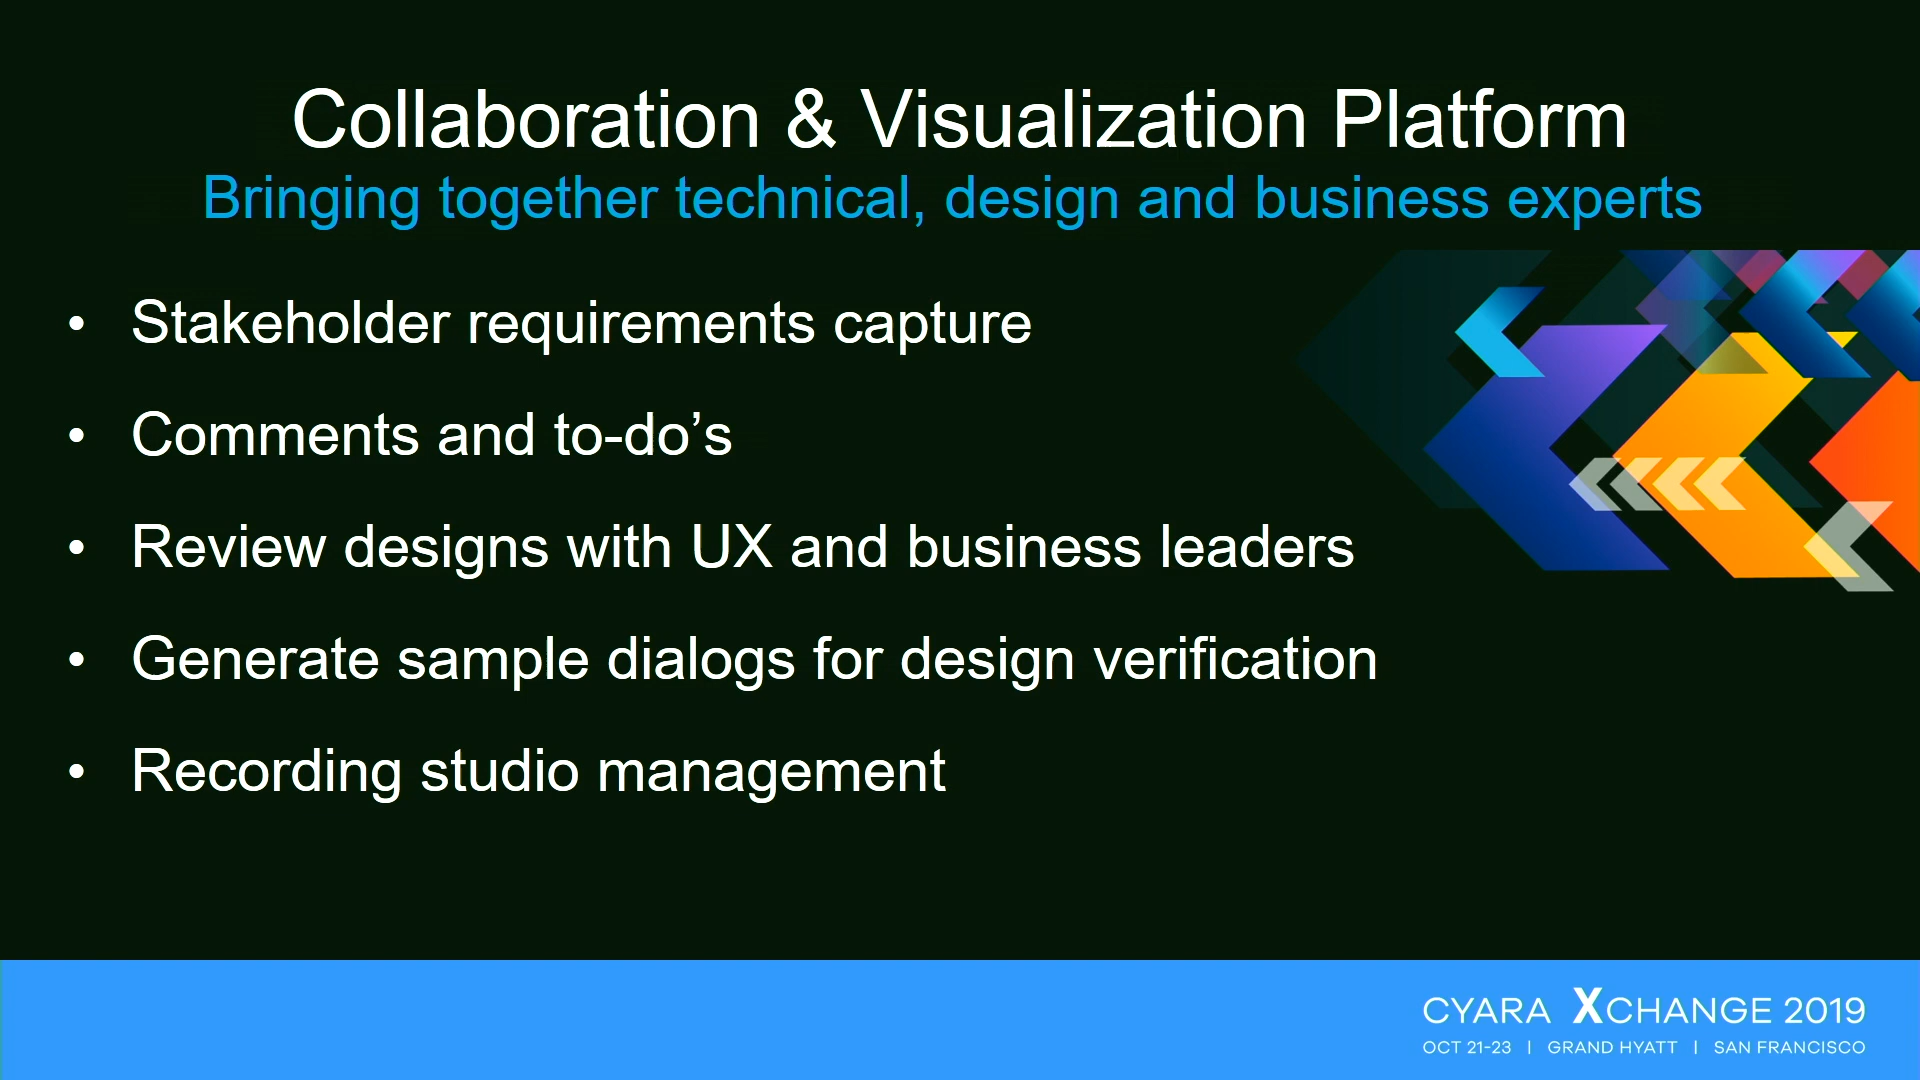 Collaboration & Visualization Platform
Bringing together technical, design and business experts
• Stakeholder requirements capture
• Comments and to-do’s
• Review designs with UX and business leaders
• Generate sample dialogs for design verification
• Recording studio management
CYARA XCHANGE 2019
OCT 21-23 | GRAND HYATT | SAN FRANCISCO